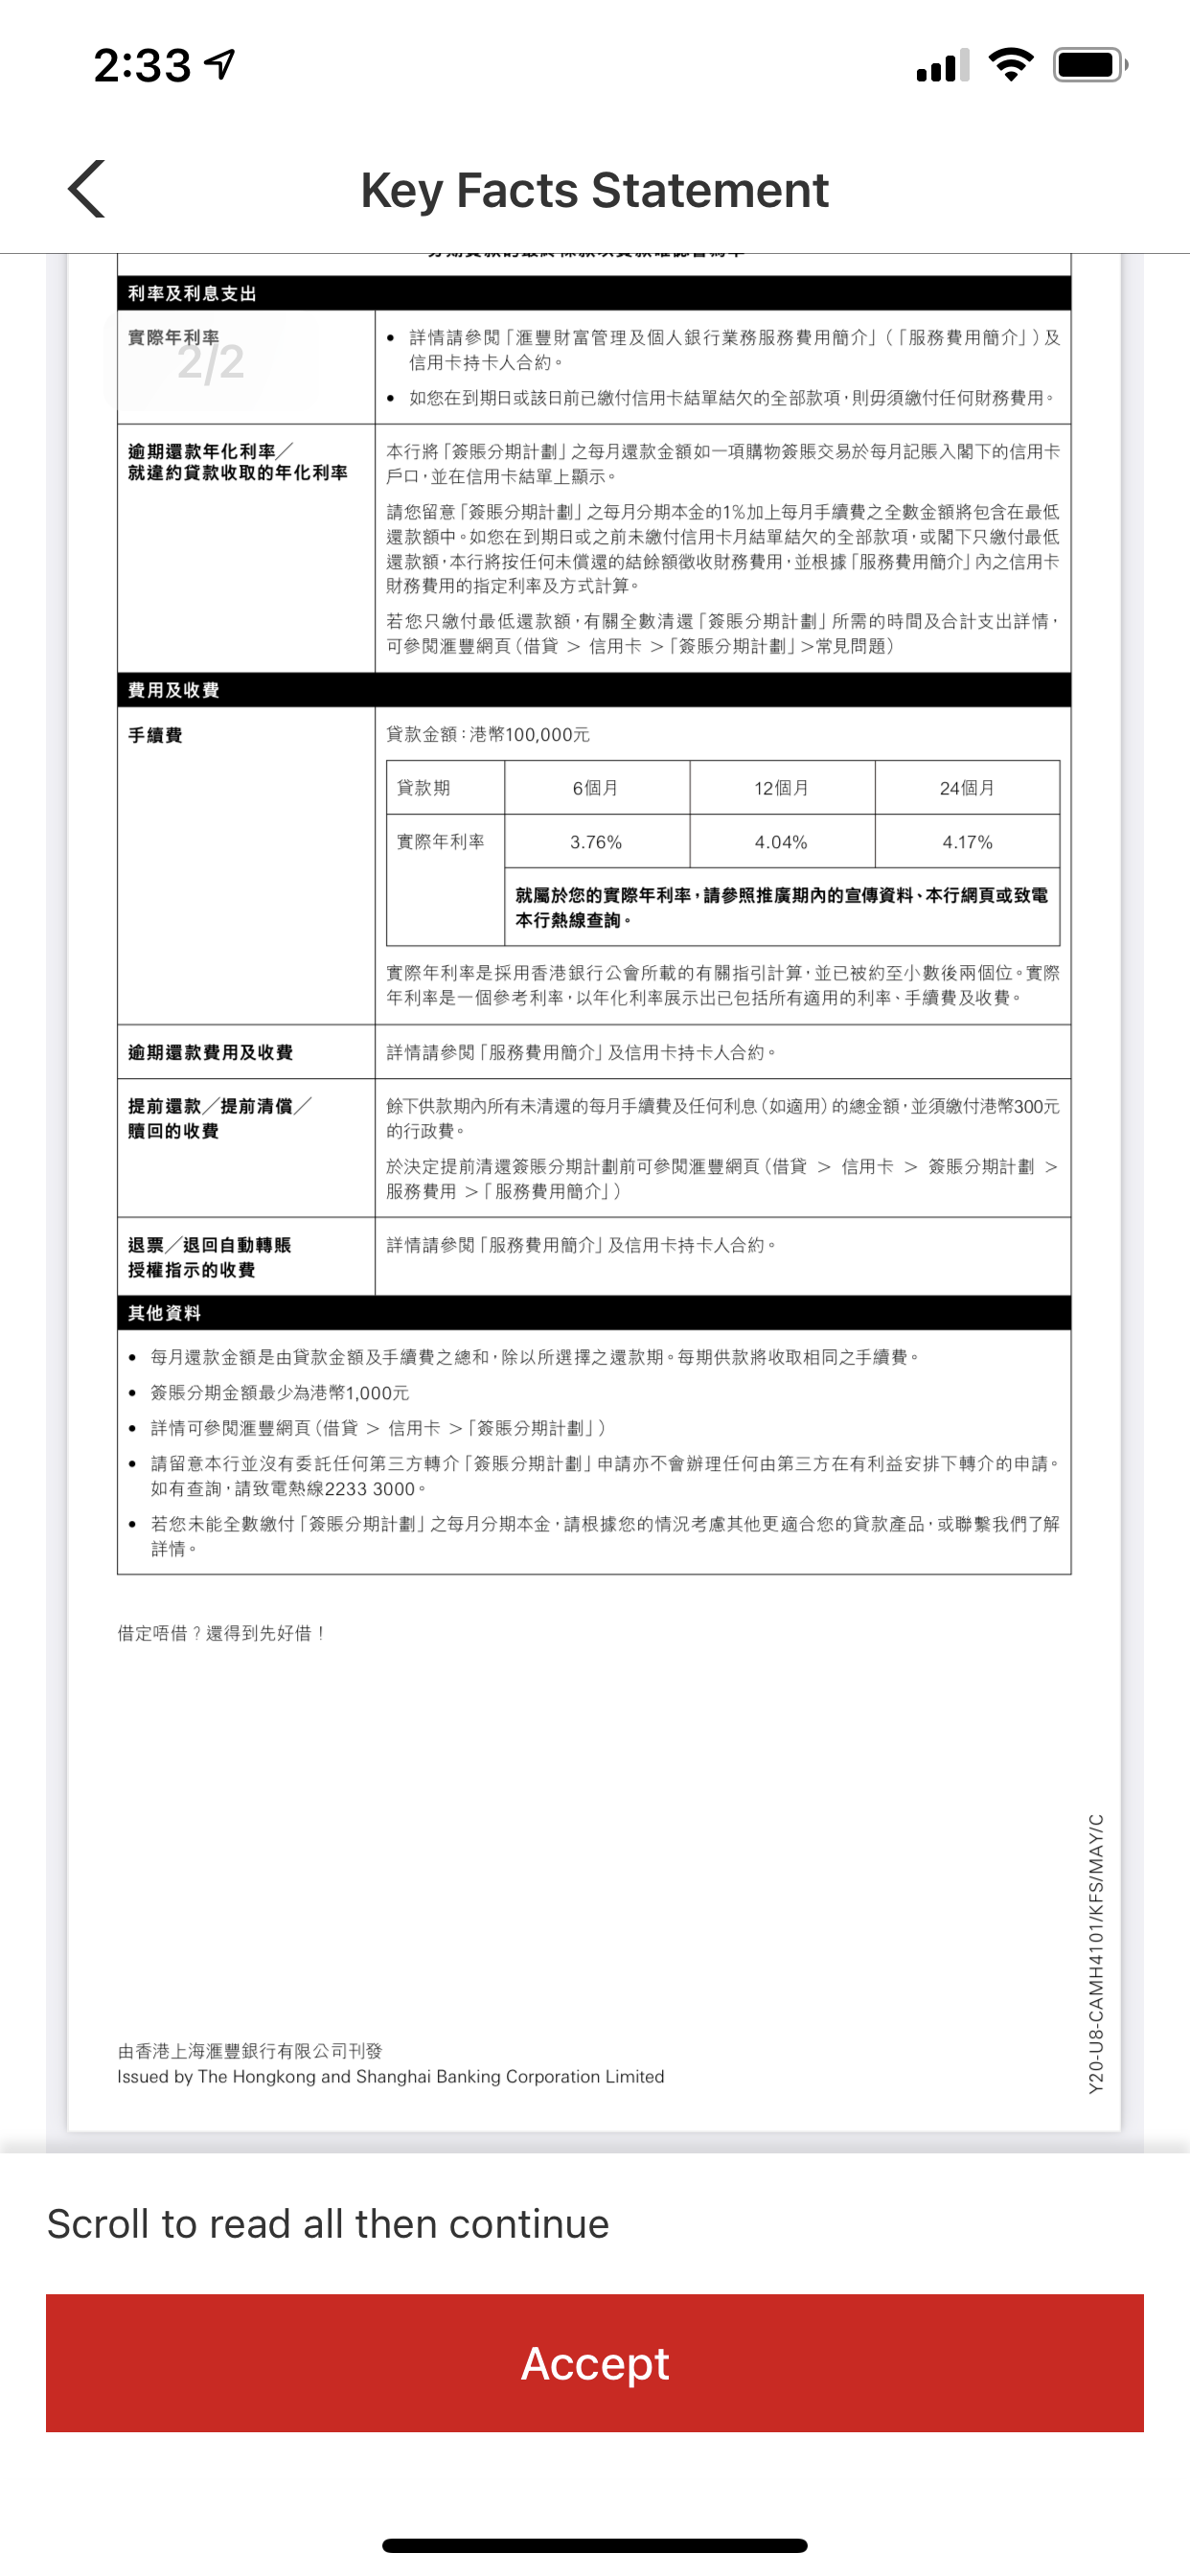 2:33
Key Facts Statement
利率及利息支出
實際年利率
2/2
• 詳情請參閱「滙豐財富管理及個人銀行業務服務費用簡介」(「服務費用簡介」)及
信用卡持卡人合約。
• 如您在到期日或該日前已繳付信用卡結單結欠的全部款項,則毋須繳付任何財務費用。
逾期還款年化利率/
就違約貸款收取的年化利率
本行將「簽賬分期計劃」之每月還款金額如一項購物簽賬交易於每月記賬入閣下的信用卡
戶口,並在信用卡結單上顯示。
請您留意「簽賬分期計劃」之每月分期本金的1%加上每月手續費之全數金額將包含在最低
還款額中。如您在到期日或之前未繳付信用卡月結單結欠的全部款項,或閣下只繳付最低
還款額,本行將按任何未償還的結餘額徵收財務費用,並根據「服務費用簡介」內之信用卡
財務費用的指定利率及方式計算。
若您只繳付最低還款額,有關全數清還「簽賬分期計劃」所需的時間及合計支出詳情,
可參閱滙豐網頁(借貸 > 信用卡 >「簽賬分期計劃」>常見問題)
費用及收費
手續費
貸款金額:港幣100,000元
貸款期 6個月 12個月 24個月
實際年利率 3.76% 4.04% 4.17%
就屬於您的實際年利率,請參照推廣期內的宣傳資料、本行網頁或致電
本行熱線查詢。
實際年利率是採用香港銀行公會所載的有關指引計算,並已被約至小數後兩個位。實際
年利率是一個參考利率,以年化利率展示出已包括所有適用的利率、手續費及收費。
逾期還款費用及收費
詳情請參閱「服務費用簡介」及信用卡持卡人合約。
提前還款/提前清償/
贖回的收費
餘下供款期內所有未清還的每月手續費及任何利息(如適用)的總金額,並須繳付港幣300元
的行政費。
於決定提前清還簽賬分期計劃前可參閱滙豐網頁(借貸 > 信用卡 > 簽賬分期計劃 >
服務費用 >「服務費用簡介」)
退票/退回自動轉賬
授權指示的收費
詳情請參閱「服務費用簡介」及信用卡持卡人合約。
其他資料
• 每月還款金額是由貸款金額及手續費之總和,除以所選擇之還款期。每期供款將收取相同之手續費。
• 簽賬分期金額最少為港幣1,000元
• 詳情可參閱滙豐網頁(借貸 > 信用卡 >「簽賬分期計劃」)
• 請留意本行並沒有委託任何第三方轉介「簽賬分期計劃」申請亦不會辦理任何由第三方在有利益安排下轉介的申請。
如有查詢,請致電熱線2233 3000。
• 若您未能全數繳付「簽賬分期計劃」之每月分期本金,請根據您的情況考慮其他更適合您的貸款產品,或聯繫我們了解
詳情。
借定唔借?還得到先好借!
Y20-U8-CAMH4101/KFS/MAY/C
由香港上海滙豐銀行有限公司刊發
Issued by The Hongkong and Shanghai Banking Corporation Limited
Scroll to read all then continue
Accept